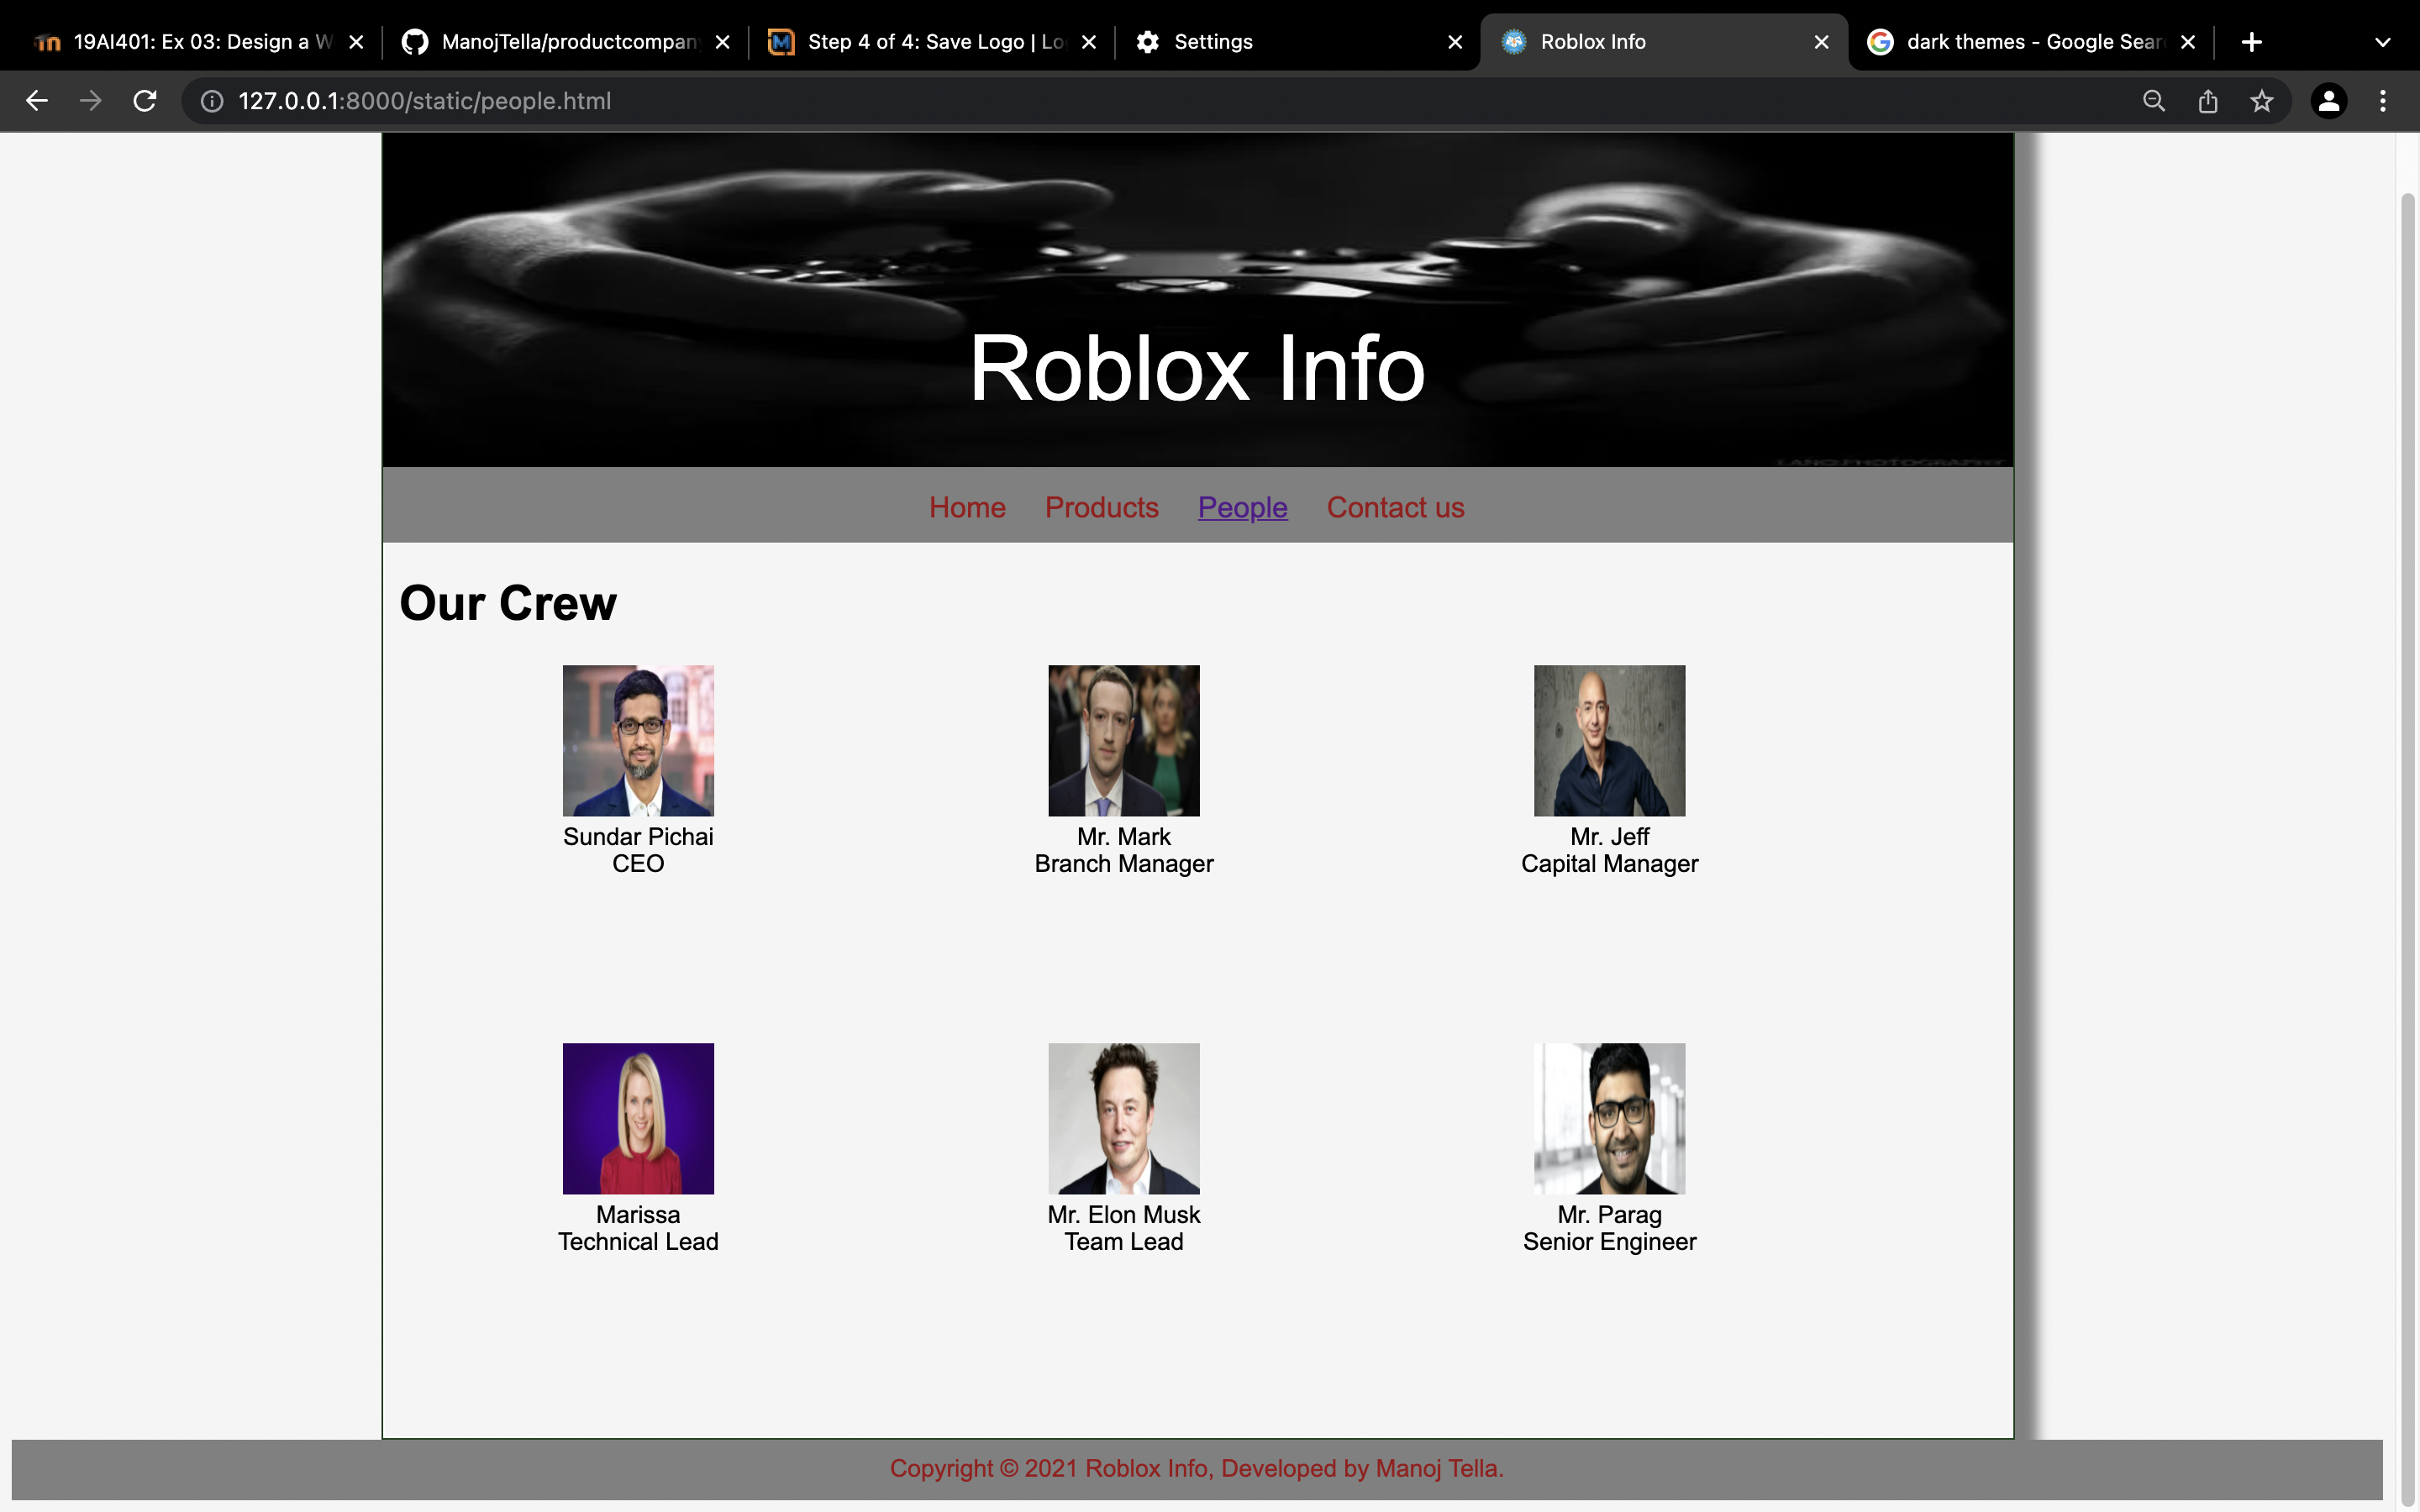 19AI401: Ex 03: Design a W
ManojTella/productcompan
Step 4 of 4: Save Logo | Lo
Settings
Roblox Info
dark themes - Google Sear
127.0.0.1:8000/static/people.html
Roblox Info
Home Products People Contact us
Our Crew
Sundar Pichai
CEO
Mr. Mark
Branch Manager
Mr. Jeff
Capital Manager
Marissa
Technical Lead
Mr. Elon Musk
Team Lead
Mr. Parag
Senior Engineer
Copyright © 2021 Roblox Info, Developed by Manoj Tella.